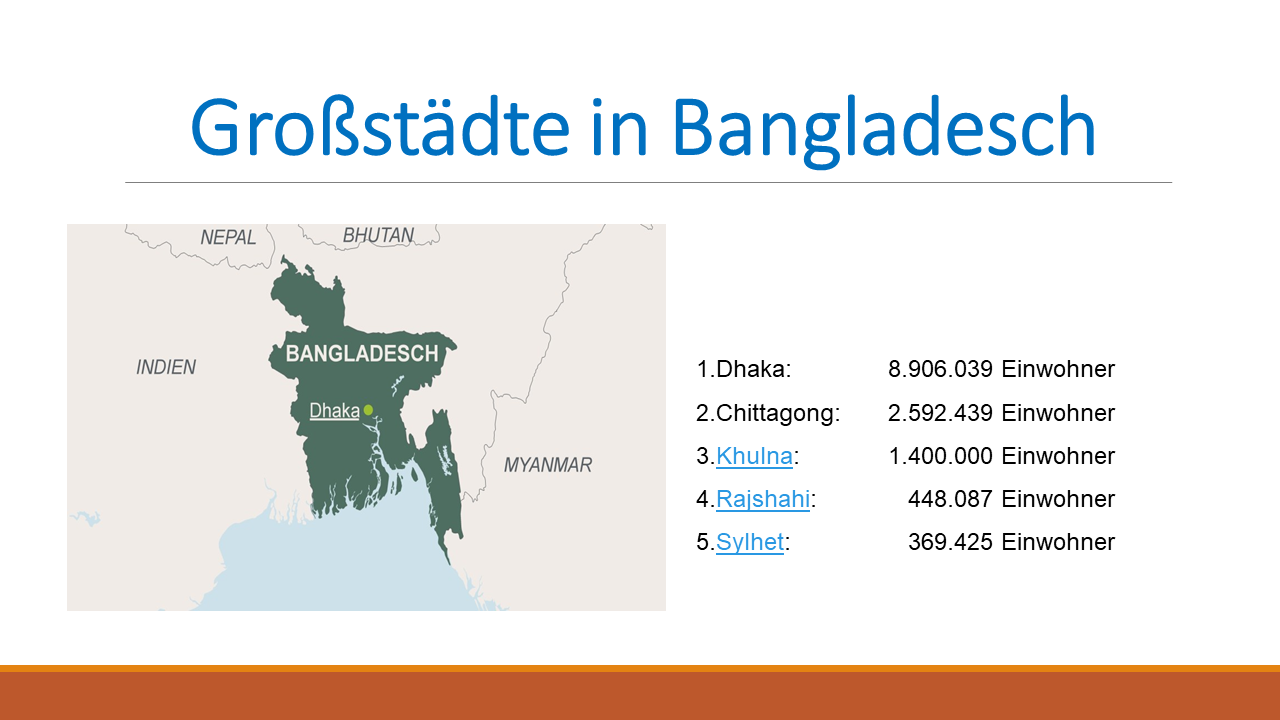 Großstädte in Bangladesch
NEPAL
BHUTAN
BANGLADESCH
INDIEN
Dhaka
MYANMAR
1.Dhaka: 8.906.039 Einwohner
2.Chittagong: 2.592.439 Einwohner
3.Khulna: 1.400.000 Einwohner
4.Rajshahi: 448.087 Einwohner
5.Sylhet: 369.425 Einwohner